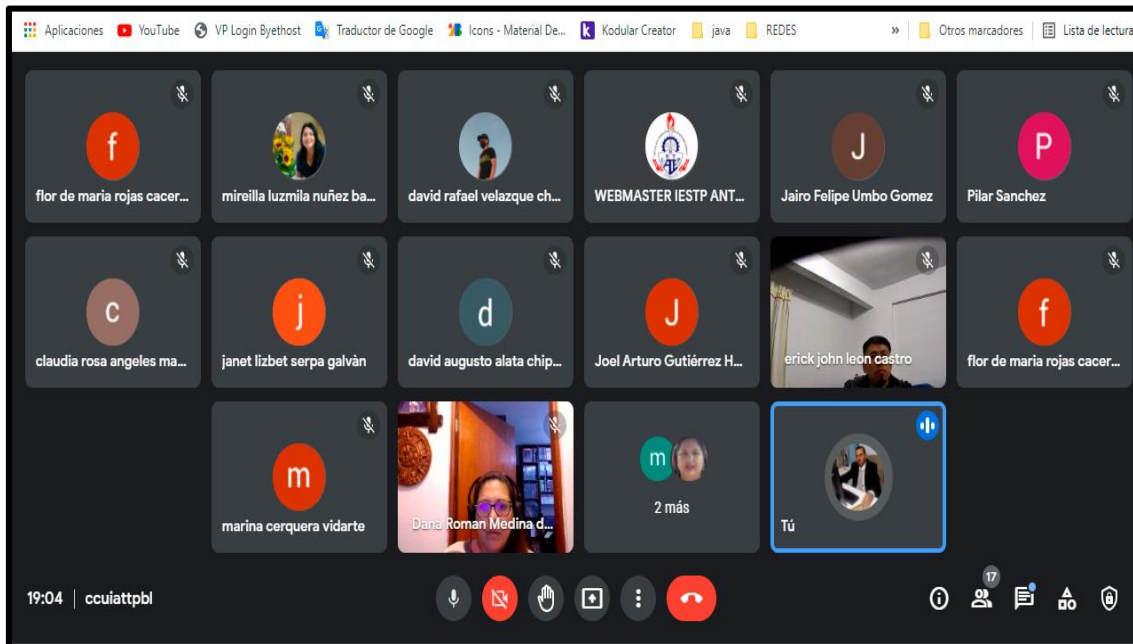 Aplicaciones YouTube VP Login Byethost Traductor de Google Icons - Material De... Kodular Creator java REDES » Otros marcadores Lista de lectura
f
flor de maria rojas cacer...
mireilla luzmila nuñez ba...
david rafael velazque ch...
WEBMASTER IESTP ANT...
J
Jairo Felipe Umbo Gomez
P
Pilar Sanchez
c
claudia rosa angeles ma...
j
janet lizbet serpa galvàn
d
david augusto alata chip...
J
Joel Arturo Gutiérrez H...
erick john leon castro
f
flor de maria rojas cacer...
m
marina cerquera vidarte
Dana Roman Medina d...
m
2 más
Tú
19:04 | ccuiattpbl
17